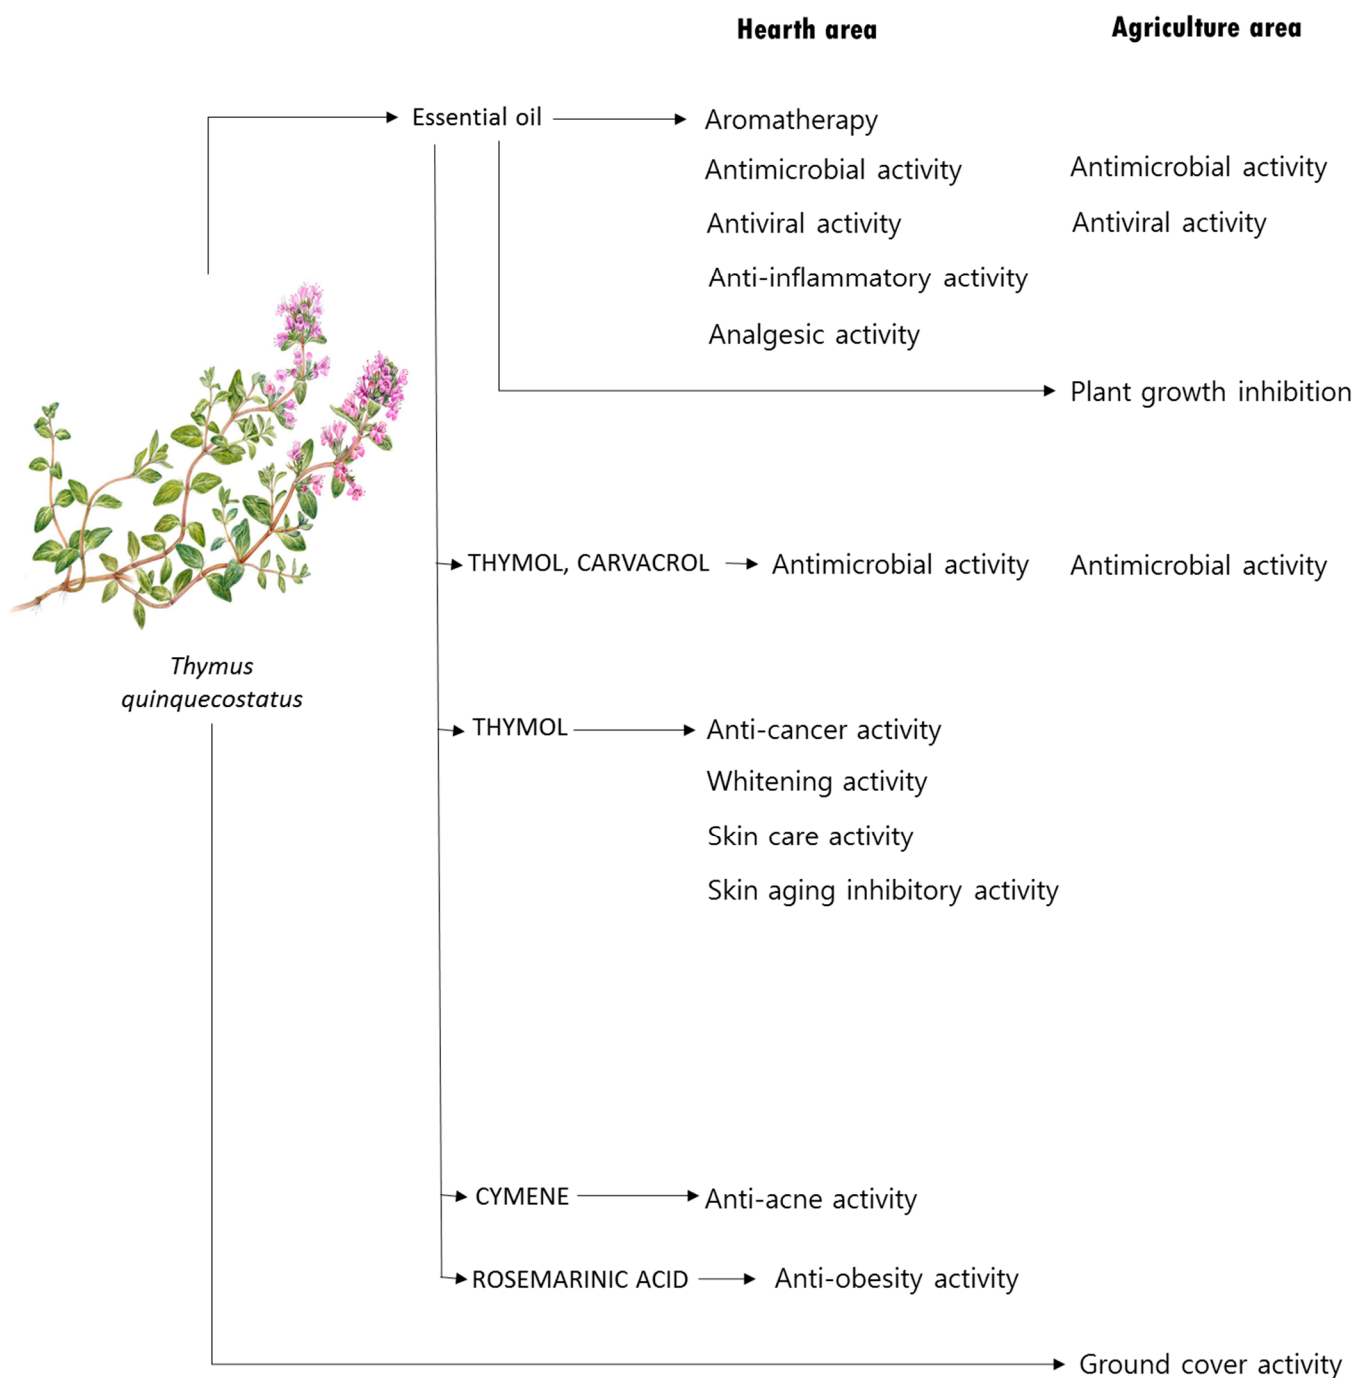 Hearth area
Agriculture area
Essential oil
Aromatherapy
Antimicrobial activity
Antimicrobial activity
Antiviral activity
Antiviral activity
Anti-inflammatory activity
Analgesic activity
Plant growth inhibition
THYMOL, CARVACROL
Antimicrobial activity
Antimicrobial activity
Thymus
quinquecostatus
THYMOL
Anti-cancer activity
Whitening activity
Skin care activity
Skin aging inhibitory activity
CYMENE
Anti-acne activity
ROSEMARINIC ACID
Anti-obesity activity
Ground cover activity